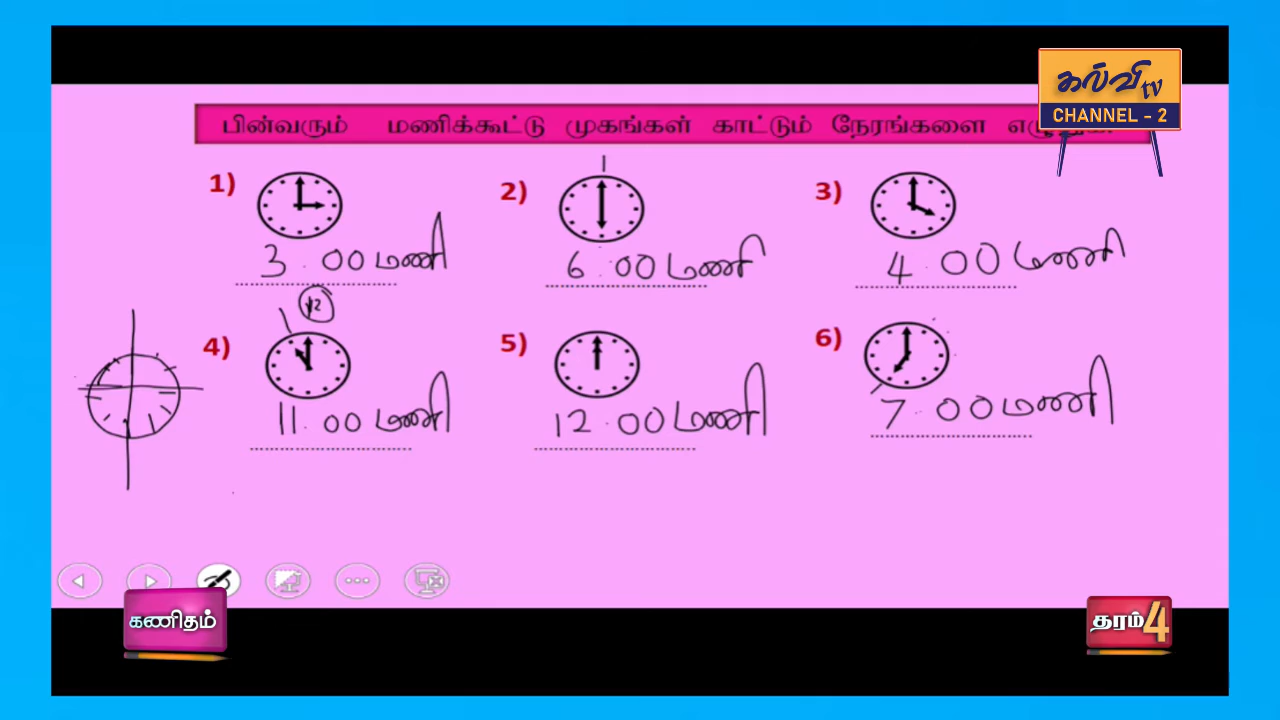 கல்வி tv
CHANNEL - 2
பின்வரும் மணிக்கூட்டு முகங்கள் காட்டும் நேரங்களை
1) 2) 3)
3.00 மணி 6.00 மணி 4.00 மணி
12
4) 5) 6)
11.00 மணி 12.00 மணி 7.00 மணி
கணிதம்
தரம் 4